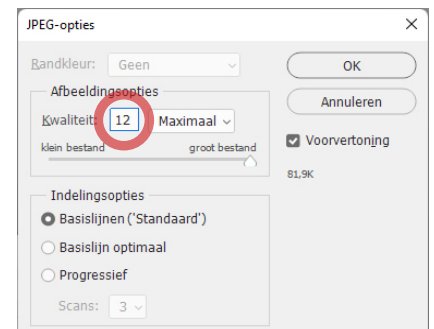 JPEG-opties
Randkleur: Geen
OK
Afbeeldingsopties
Annuleren
Kwaliteit: 12 Maximaal
Voorvertoning
klein bestand groot bestand
81,9K
Indelingsopties
Basislijnen ('Standaard')
Basislijn optimaal
Progressief
Scans: 3